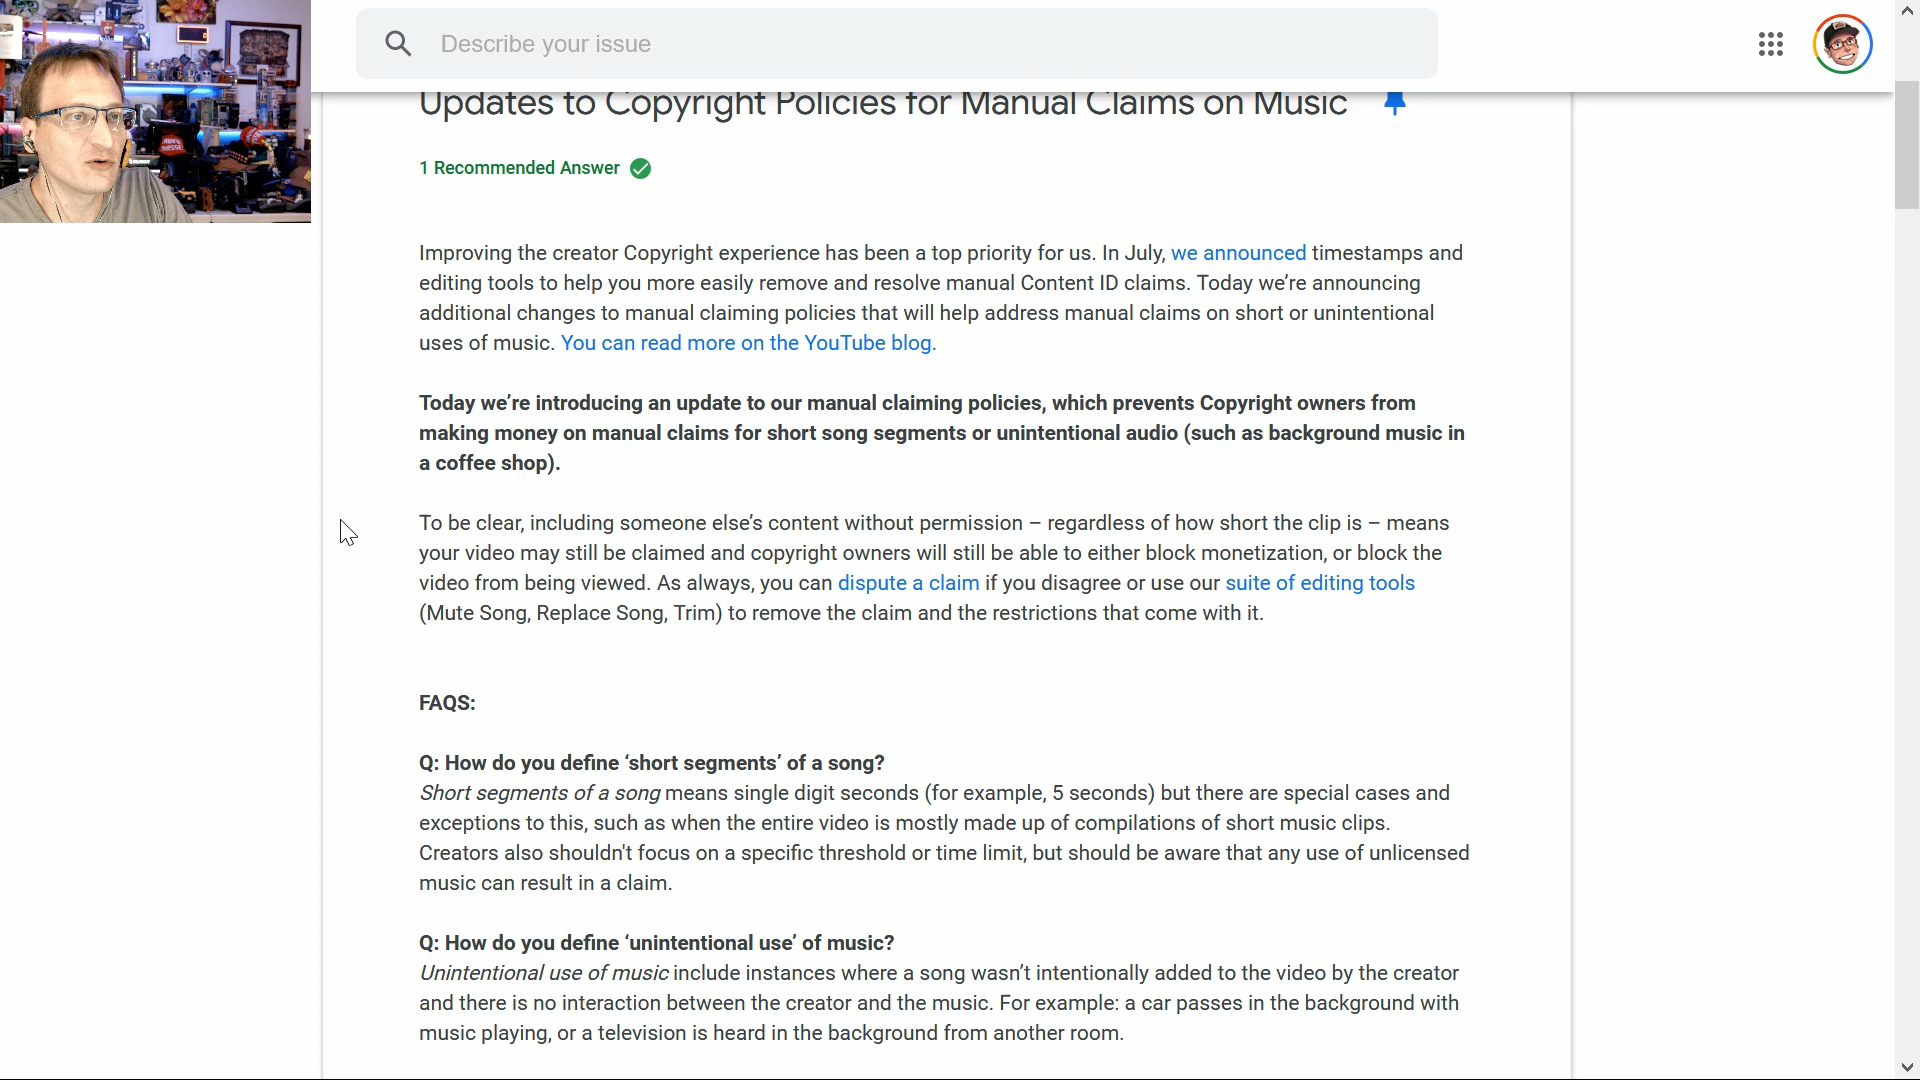 Describe your issue
Updates to Copyright Policies for Manual Claims on Music
1 Recommended Answer
Improving the creator Copyright experience has been a top priority for us. In July, we announced timestamps and
editing tools to help you more easily remove and resolve manual Content ID claims. Today we’re announcing
additional changes to manual claiming policies that will help address manual claims on short or unintentional
uses of music. You can read more on the YouTube blog.
Today we’re introducing an update to our manual claiming policies, which prevents Copyright owners from
making money on manual claims for short song segments or unintentional audio (such as background music in
a coffee shop).
To be clear, including someone else’s content without permission – regardless of how short the clip is – means
your video may still be claimed and copyright owners will still be able to either block monetization, or block the
video from being viewed. As always, you can dispute a claim if you disagree or use our suite of editing tools
(Mute Song, Replace Song, Trim) to remove the claim and the restrictions that come with it.
FAQS:
Q: How do you define ‘short segments’ of a song?
Short segments of a song means single digit seconds (for example, 5 seconds) but there are special cases and
exceptions to this, such as when the entire video is mostly made up of compilations of short music clips.
Creators also shouldn't focus on a specific threshold or time limit, but should be aware that any use of unlicensed
music can result in a claim.
Q: How do you define ‘unintentional use’ of music?
Unintentional use of music include instances where a song wasn’t intentionally added to the video by the creator
and there is no interaction between the creator and the music. For example: a car passes in the background with
music playing, or a television is heard in the background from another room.